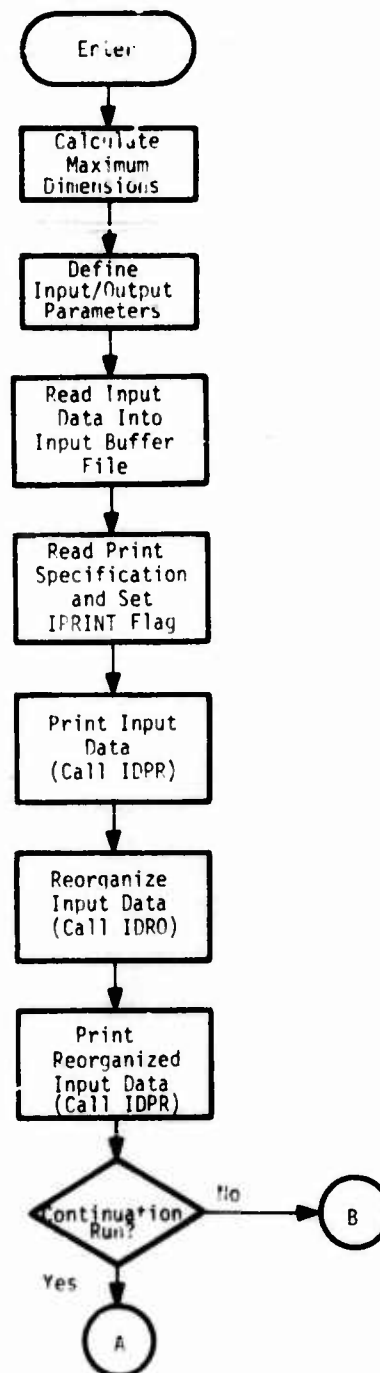 Enter
Calculate
Maximum
Dimensions
Define
Input/Output
Parameters
Read Input
Data Into
Input Buffer
File
Read Print
Specification
and Set
IPRINT Flag
Print Input
Data
(Call IDPR)
Reorganize
Input Data
(Call IDRO)
Print
Reorganized
Input Data
(Call IDPR)
Continuation
Run?
No
B
Yes
A